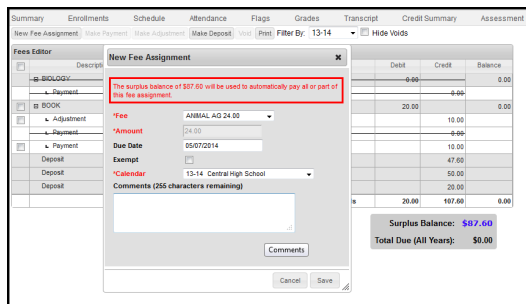 Summary Enrollments Schedule Attendance Flags Grades Transcript Credit Summary Assessment
New Fee Assignment Make Payment Make Adjustment Make Deposit Void Print Filter By: 13-14 Hide Voids
Fees Editor
New Fee Assignment x
Descripti Debit Credit Balance
BIOLOGY 0.00 0.00
Payment 0.00
BOOK 20.00 0.00
Adjustment 10.00
Payment 0.00
Payment 10.00
Deposit 47.60
Deposit 50.00
Deposit 20.00
s 20.00 107.60 0.00
The surplus balance of $87.60 will be used to automatically pay all or part of
this fee assignment.
*Fee ANIMAL AG 24.00
*Amount 24.00
Due Date 05/07/2014
Exempt
*Calendar 13-14 Central High School
Comments (255 characters remaining)
Comments
Cancel Save
Surplus Balance: $87.60
Total Due (All Years): $0.00